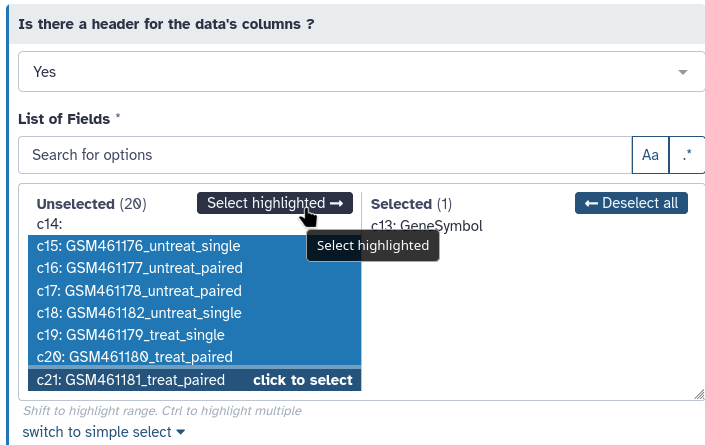 Is there a header for the data's columns ?
Yes
List of Fields *
Search for options
Aa
.*
Unselected (20)
Select highlighted →
Selected (1)
← Deselect all
c14:
c13: GeneSymbol
Select highlighted
c15: GSM461176_untreat_single
c16: GSM461177_untreat_paired
c17: GSM461178_untreat_paired
c18: GSM461182_untreat_single
c19: GSM461179_treat_single
c20: GSM461180_treat_paired
c21: GSM461181_treat_paired click to select
Shift to highlight range. Ctrl to highlight multiple
switch to simple select